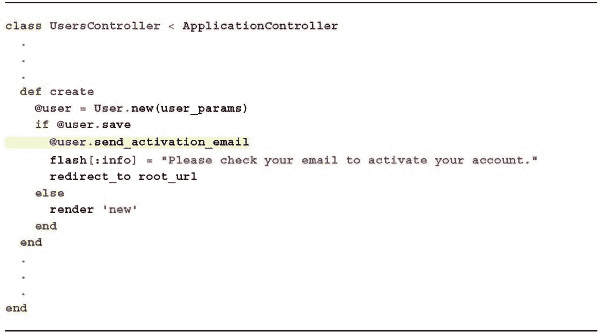 class UsersController < ApplicationController
  .
  .
  .
  def create
    @user = User.new(user_params)
    if @user.save
      @user.send_activation_email
      flash[:info] = "Please check your email to activate your account."
      redirect_to root_url
    else
      render 'new'
    end
  end
  .
  .
  .
end